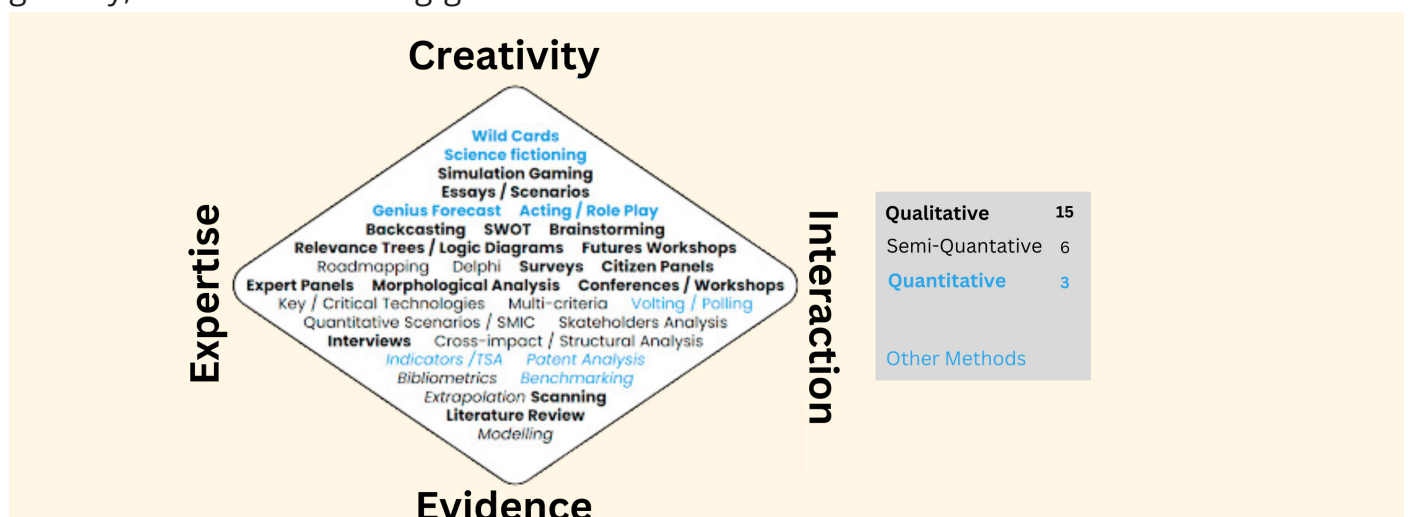 Creativity
Wild Cards
Science fictioning
Simulation Gaming
Essays / Scenarios
Genius Forecast Acting / Role Play
Backcasting SWOT Brainstorming
Relevance Trees / Logic Diagrams Futures Workshops
Roadmapping Delphi Surveys Citizen Panels
Expert Panels Morphological Analysis Conferences / Workshops
Key / Critical Technologies Multi-criteria Volting / Polling
Quantitative Scenarios / SMIC Skateholders Analysis
Interviews Cross-impact / Structural Analysis
Indicators /TSA Patent Analysis
Bibliometrics Benchmarking
Extrapolation Scanning
Literature Review
Modelling
Evidence
Expertise
Interaction
Qualitative 15
Semi-Quantative 6
Quantitative 3
Other Methods